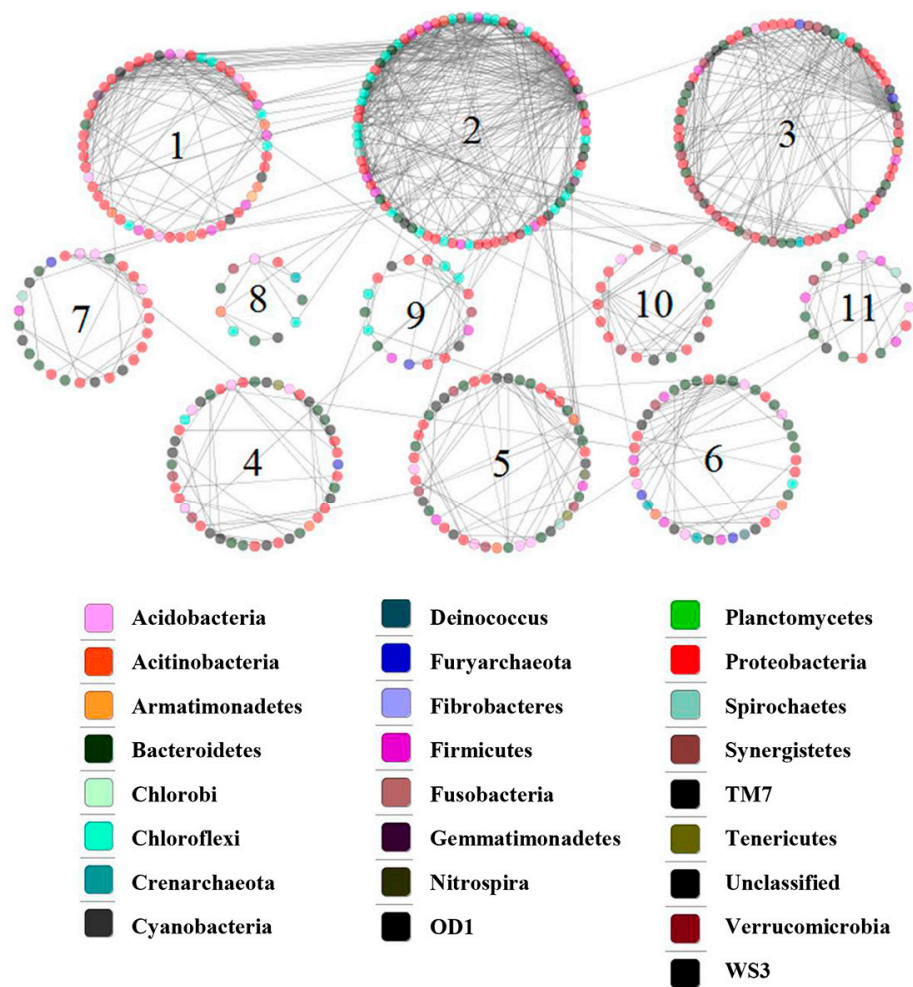 1
2
3
7
8
9
10
11
4
5
6
Acidobacteria
Acitinobacteria
Armatimonadetes
Bacteroidetes
Chlorobi
Chloroflexi
Crenarchaeota
Cyanobacteria
Deinococcus
Furyarchaeota
Fibrobacteres
Firmicutes
Fusobacteria
Gemmatimonadetes
Nitrospira
OD1
Planctomycetes
Proteobacteria
Spirochaetes
Synergistetes
TM7
Tenericutes
Unclassified
Verrucomicrobia
WS3